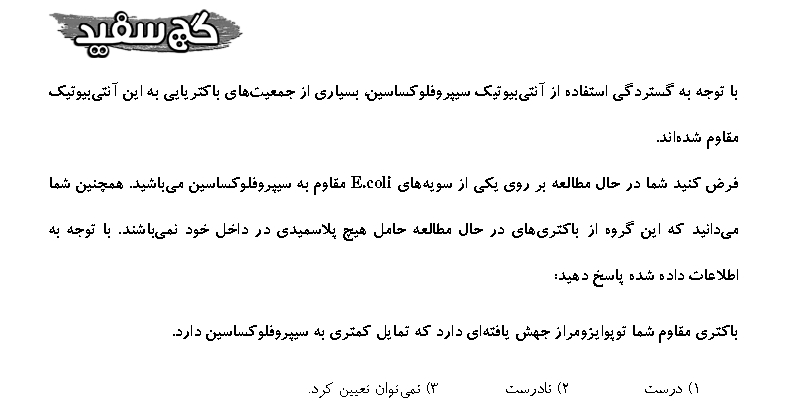 گچ سفید
با توجه به گستردگی استفاده از آنتی‌بیوتیک سیپروفلوکساسین، بسیاری از جمعیت‌های باکتریایی به این آنتی‌بیوتیک
مقاوم شده‌اند.
فرض کنید شما در حال مطالعه بر روی یکی از سویه‌های E.coli مقاوم به سیپروفلوکساسین می‌باشید. همچنین شما
می‌دانید که این گروه از باکتری‌های در حال مطالعه حامل هیچ پلاسمیدی در داخل خود نمی‌باشند. با توجه به
اطلاعات داده شده پاسخ دهید:
باکتری مقاوم شما توپوایزومراز جهش یافته‌ای دارد که تمایل کمتری به سیپروفلوکساسین دارد.
۱) درست ۲) نادرست ۳) نمی‌توان تعیین کرد.